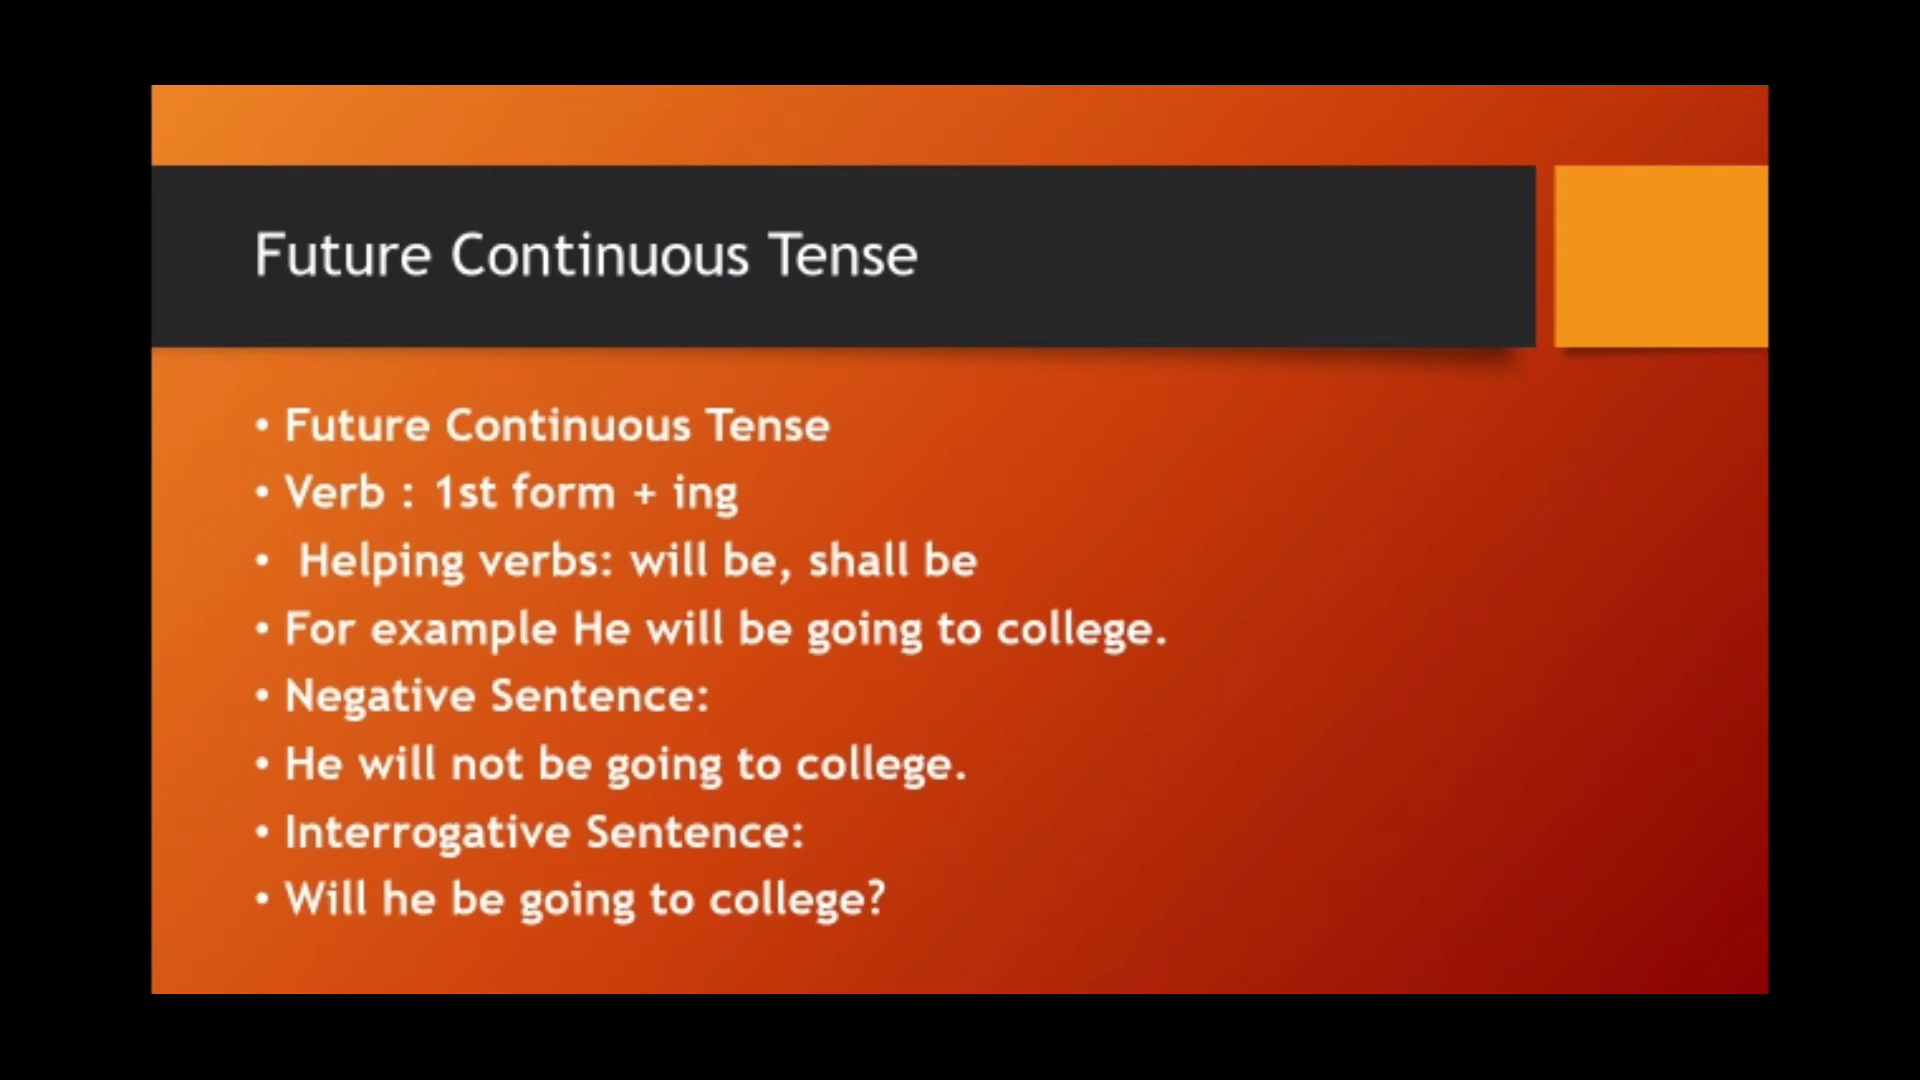 Future Continuous Tense
• Future Continuous Tense
• Verb : 1st form + ing
• Helping verbs: will be, shall be
• For example He will be going to college.
• Negative Sentence:
• He will not be going to college.
• Interrogative Sentence:
• Will he be going to college?